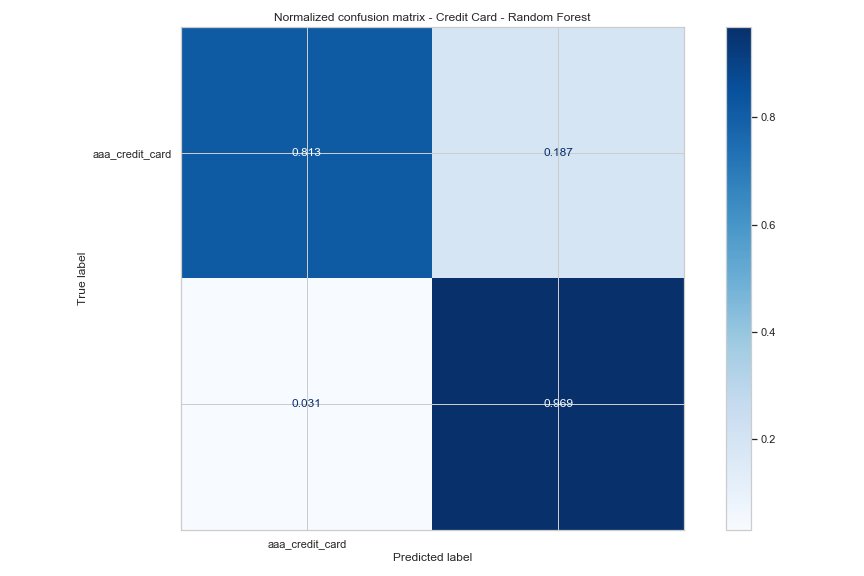 Normalized confusion matrix - Credit Card - Random Forest
aaa_credit_card
0.813
0.187
0.031
0.969
True label
aaa_credit_card
Predicted label
0.8
0.6
0.4
0.2